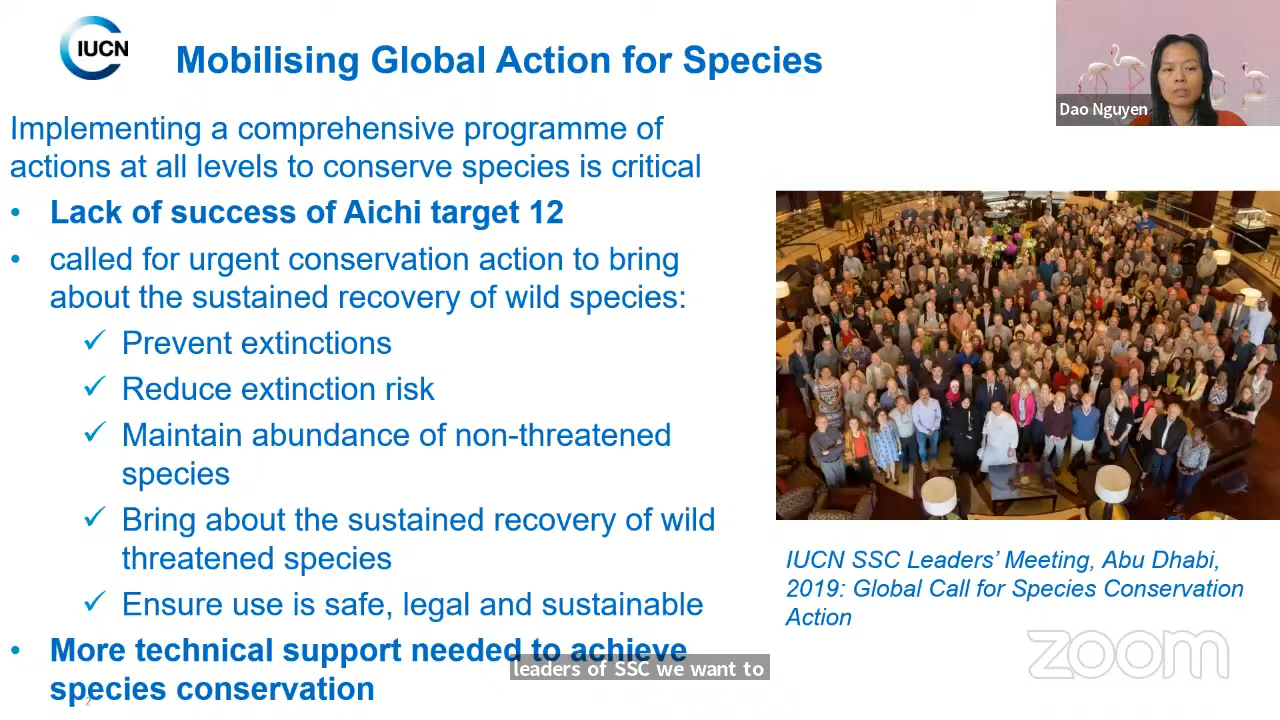 IUCN
Mobilising Global Action for Species
Dao Nguyen
Implementing a comprehensive programme of
actions at all levels to conserve species is critical
• Lack of success of Aichi target 12
• called for urgent conservation action to bring
about the sustained recovery of wild species:
✓ Prevent extinctions
✓ Reduce extinction risk
✓ Maintain abundance of non-threatened
species
✓ Bring about the sustained recovery of wild
threatened species
✓ Ensure use is safe, legal and sustainable
• More technical support needed to achieve
species conservation
2
IUCN SSC Leaders’ Meeting, Abu Dhabi,
2019: Global Call for Species Conservation
Action
zoom
leaders of SSC we want to